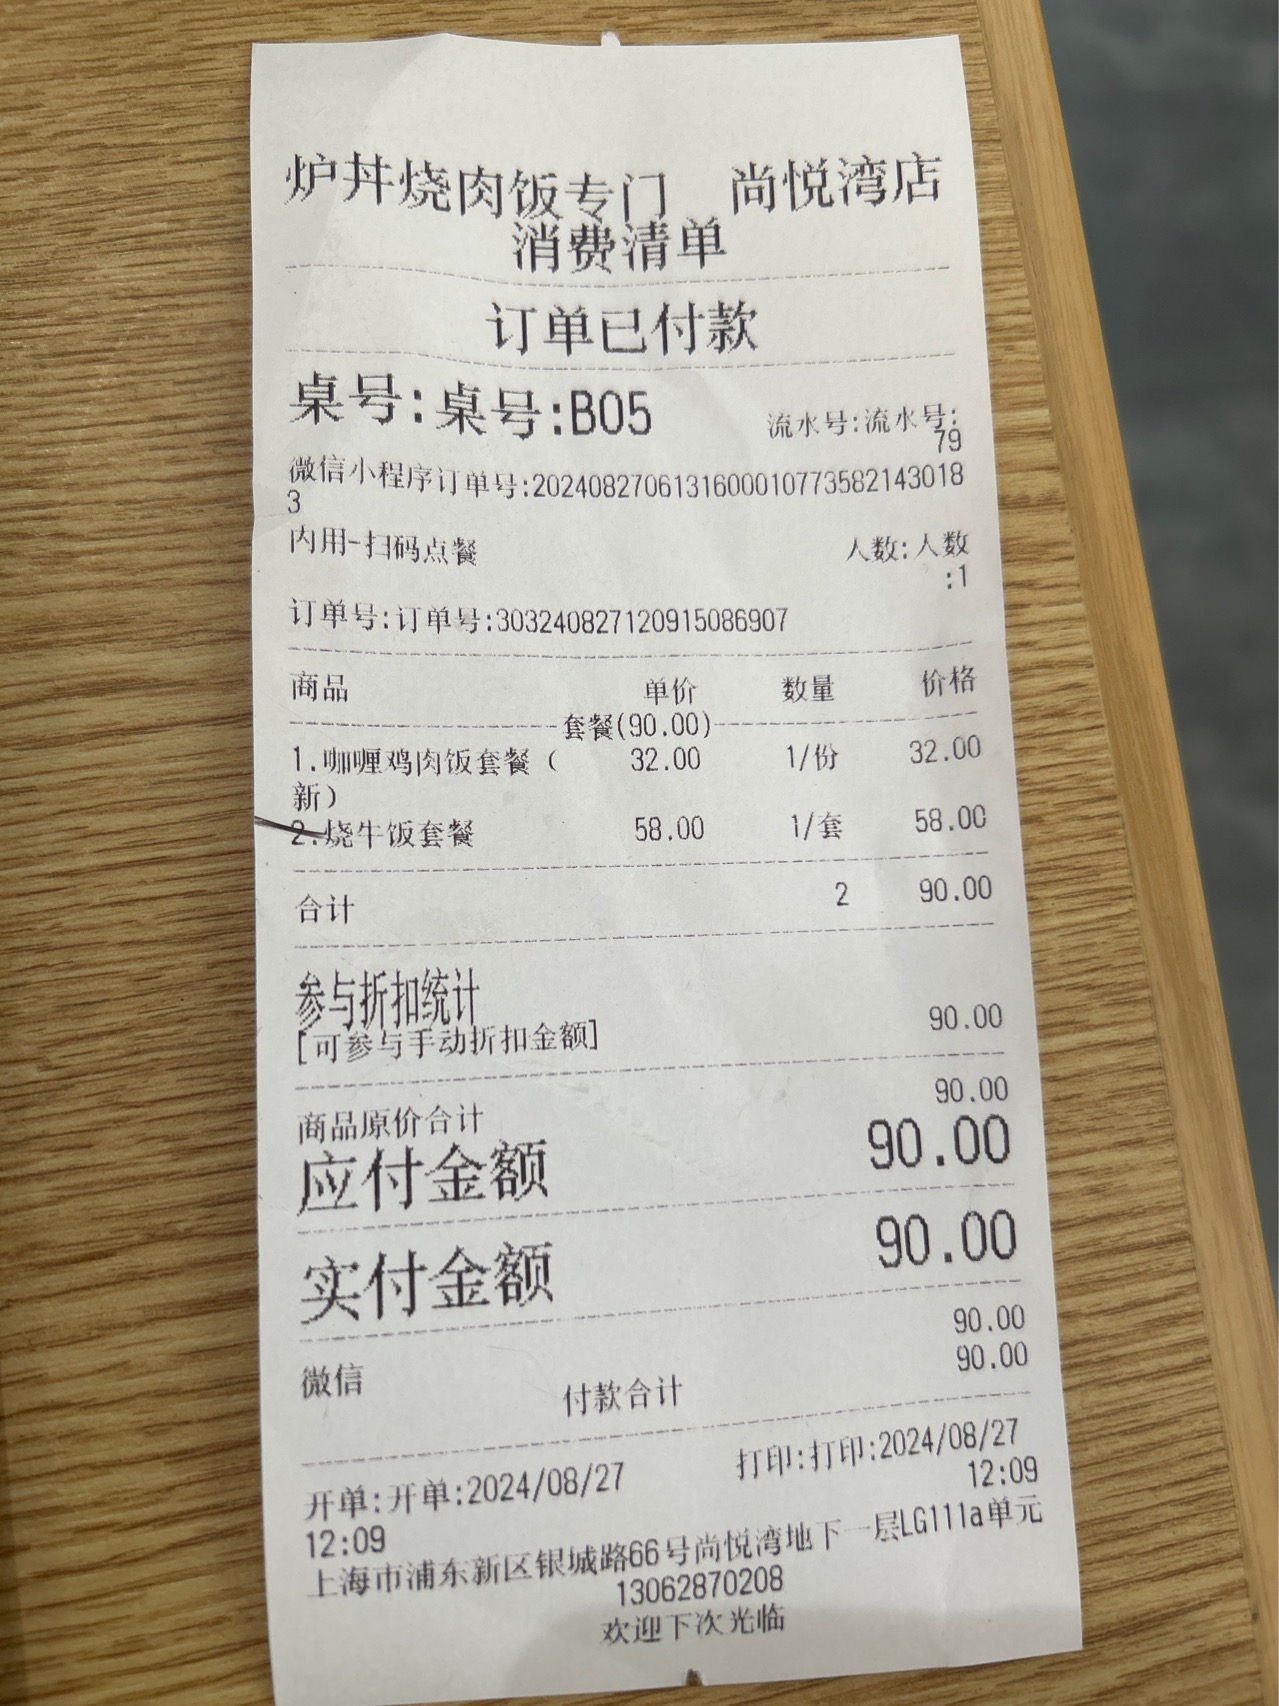 炉丼烧肉饭专门 尚悦湾店
消费清单
订单已付款
桌号:桌号:B05 流水号:流水号:
79
微信小程序订单号:2024082706131600010773582143018
3
内用-扫码点餐 人数:人数
:1
订单号:订单号:303240827120915086907
商品 单价 数量 价格
套餐(90.00)
1.咖喱鸡肉饭套餐( 32.00 1/份 32.00
新)
2.烧牛饭套餐 58.00 1/套 58.00
合计 2 90.00
参与折扣统计
[可参与手动折扣金额] 90.00
商品原价合计 90.00
应付金额 90.00
实付金额 90.00
微信 90.00
付款合计 90.00
开单:开单:2024/08/27 打印:打印:2024/08/27
12:09 12:09
上海市浦东新区银城路66号尚悦湾地下一层LG111a单元
13062870208
欢迎下次光临